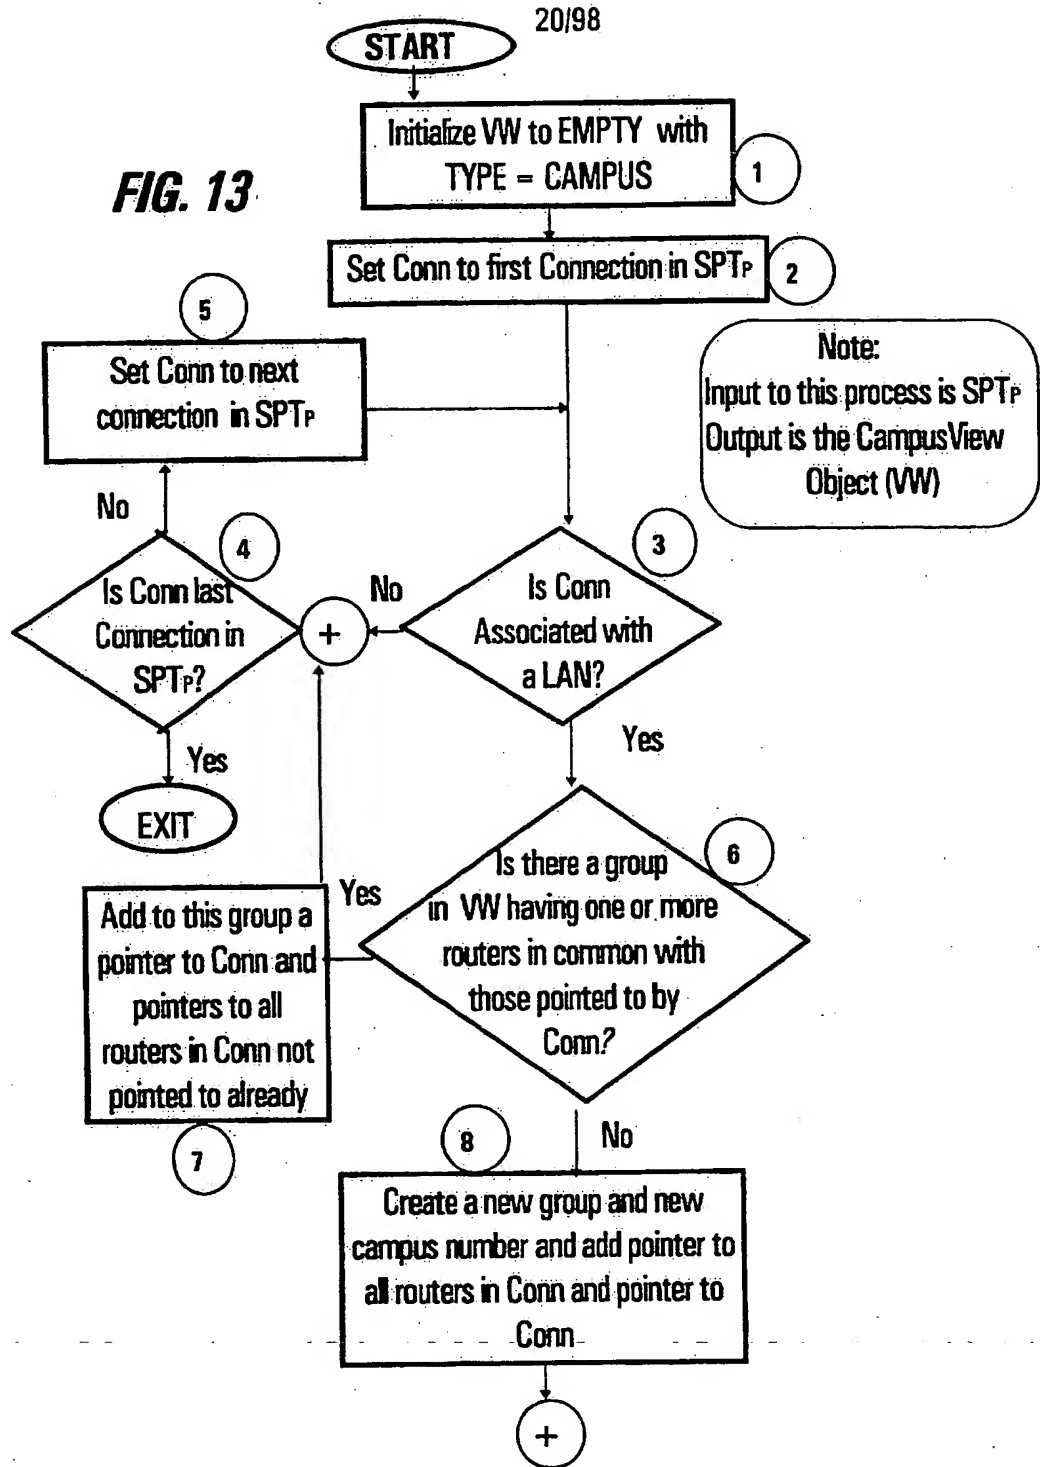 20/98
START
Initialize VW to EMPTY with
TYPE = CAMPUS
1
FIG. 13
Set Conn to first Connection in SPTP
2
5
Set Conn to next
connection in SPTP
Note:
Input to this process is SPTP
Output is the CampusView
Object (VW)
No
4
Is Conn last
Connection in
SPTP?
Yes
EXIT
+
No
3
Is Conn
Associated with
a LAN?
Yes
6
Is there a group
in VW having one or more
routers in common with
those pointed to by
Conn?
Yes
Add to this group a
pointer to Conn and
pointers to all
routers in Conn not
pointed to already
7
No
8
Create a new group and new
campus number and add pointer to
all routers in Conn and pointer to
Conn
+